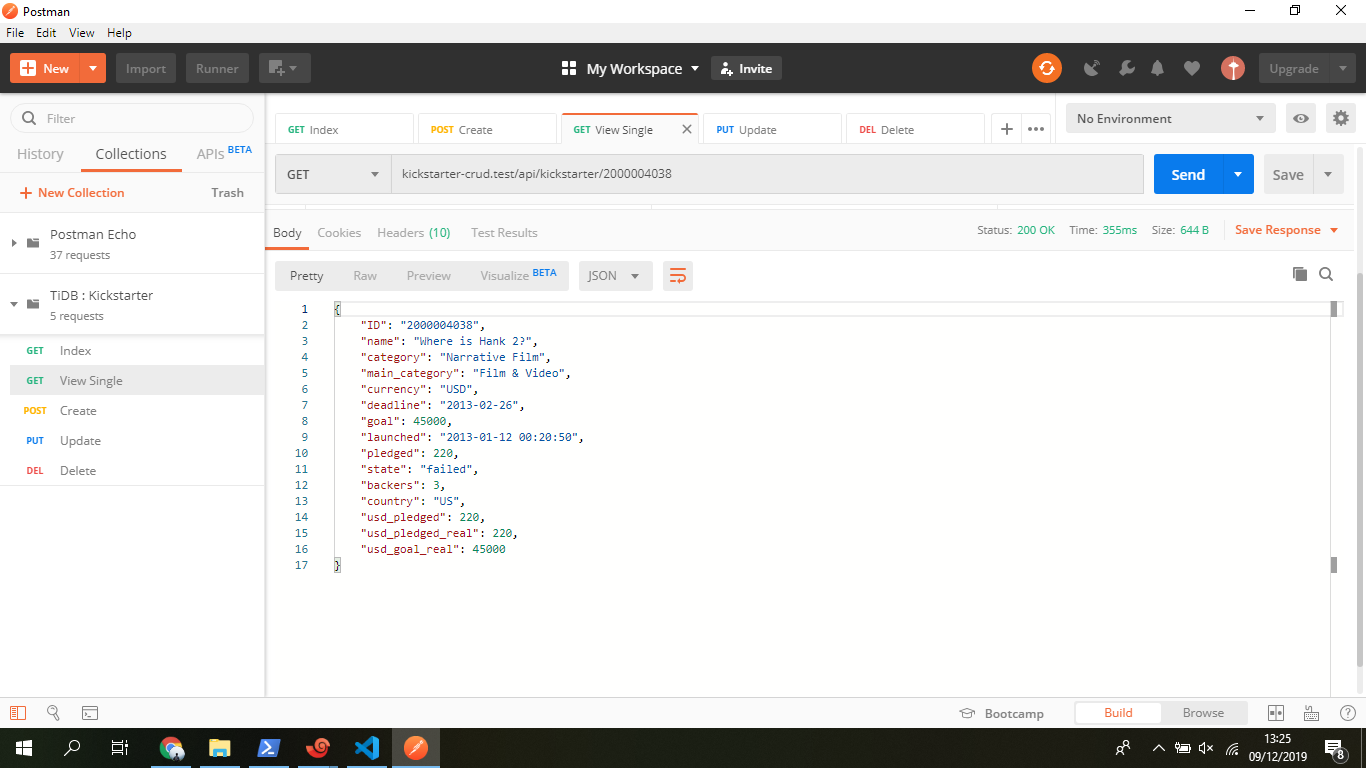 Postman
File Edit View Help
New Import Runner My Workspace Invite Upgrade
Filter
History Collections APIs BETA
New Collection Trash
Postman Echo
37 requests
TiDB : Kickstarter
5 requests
GET Index
GET View Single
POST Create
PUT Update
DEL Delete
GET Index POST Create GET View Single PUT Update DEL Delete
No Environment
GET kickstarter-crud.test/api/kickstarter/2000004038 Send Save
Body Cookies Headers (10) Test Results Status: 200 OK Time: 355ms Size: 644 B Save Response
Pretty Raw Preview Visualize BETA JSON
1 {
2 "ID": "2000004038",
3 "name": "Where is Hank 2?",
4 "category": "Narrative Film",
5 "main_category": "Film & Video",
6 "currency": "USD",
7 "deadline": "2013-02-26",
8 "goal": 45000,
9 "launched": "2013-01-12 00:20:50",
10 "pledged": 220,
11 "state": "failed",
12 "backers": 3,
13 "country": "US",
14 "usd_pledged": 220,
15 "usd_pledged_real": 220,
16 "usd_goal_real": 45000
17 }
Bootcamp Build Browse
13:25
09/12/2019
8